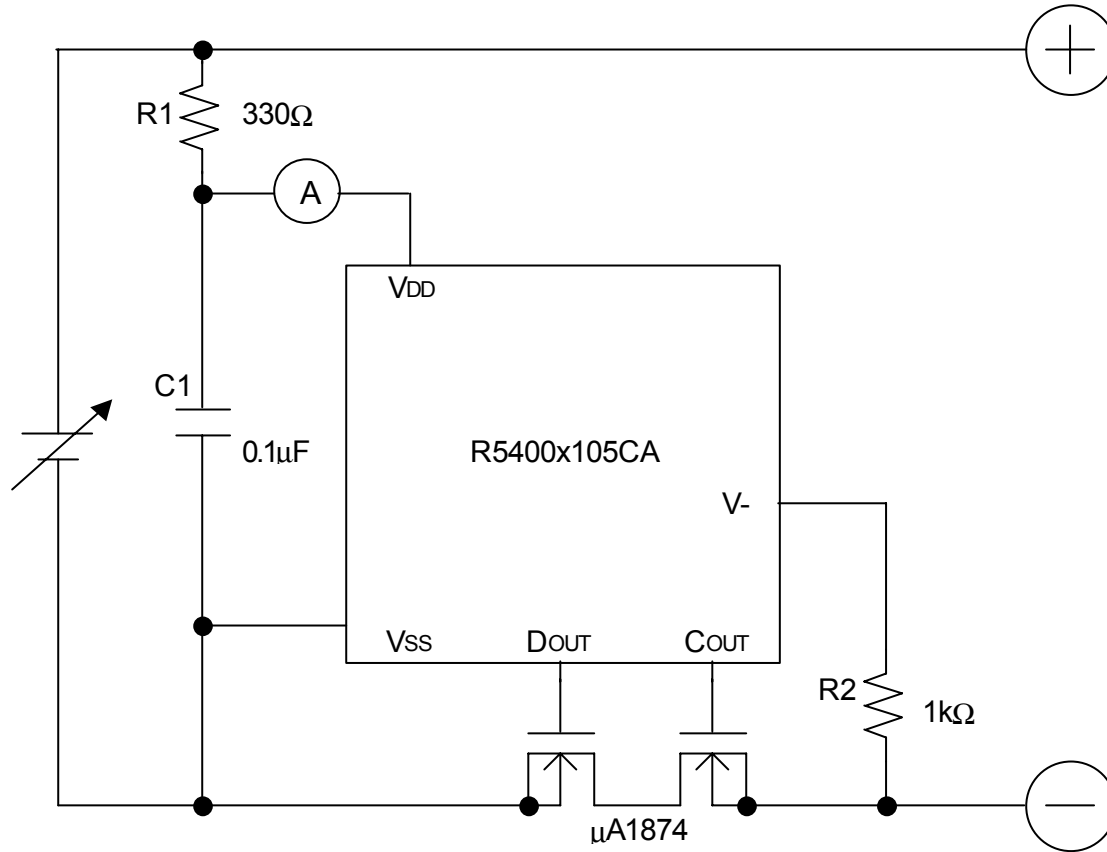 R1 330Ω
A
VDD
C1
0.1μF
R5400x105CA
V-
VSS DOUT COUT
R2
1kΩ
μA1874